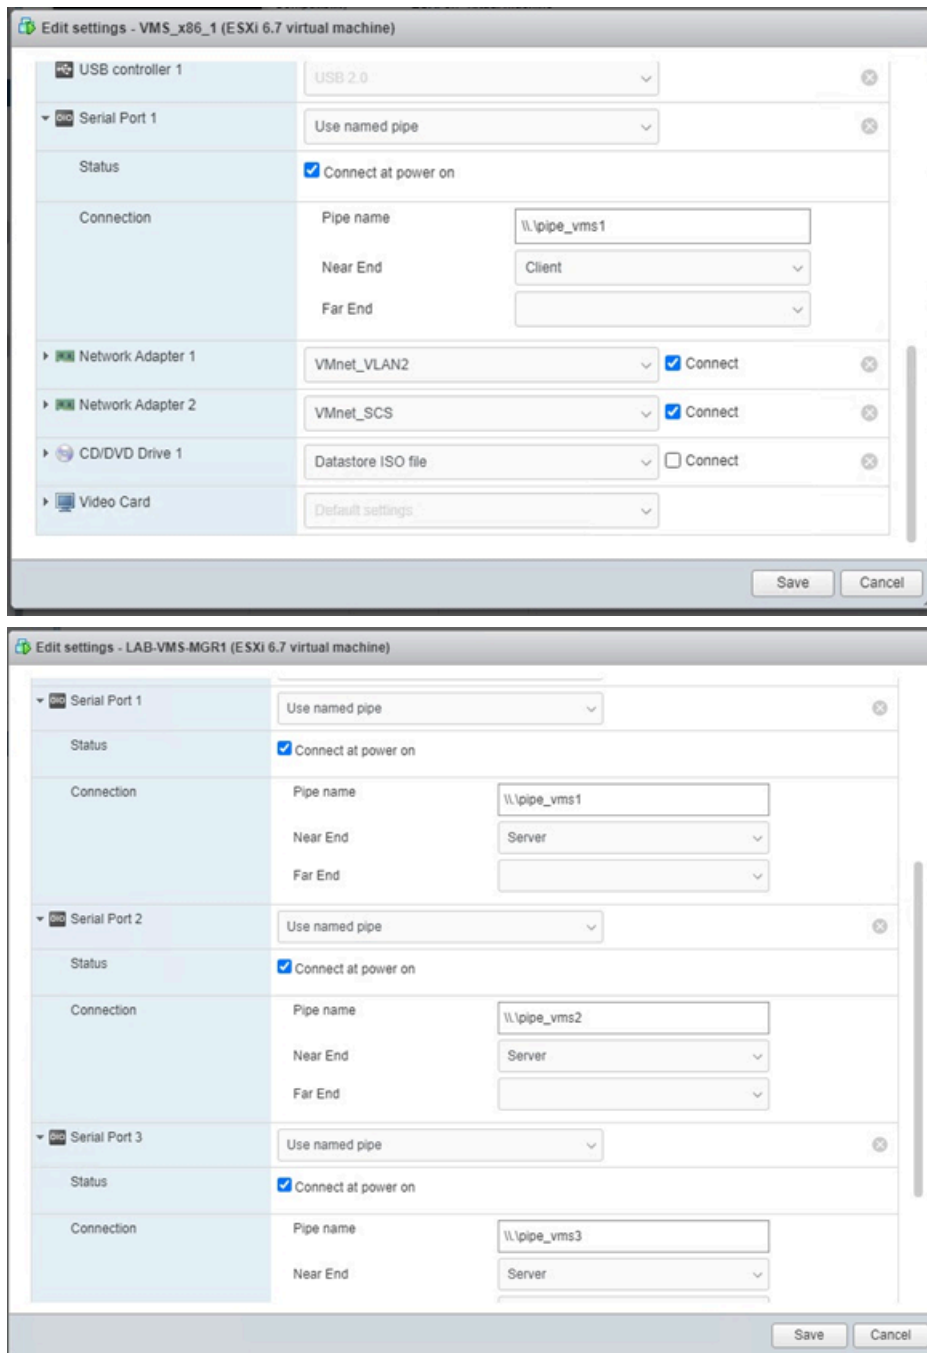 Edit settings - VMS_x86_1 (ESXi 6.7 virtual machine)
USB controller 1 USB 2.0
Serial Port 1 Use named pipe
Status Connect at power on
Connection Pipe name \\.\pipe_vms1
Near End Client
Far End
Network Adapter 1 VMnet_VLAN2 Connect
Network Adapter 2 VMnet_SCS Connect
CD/DVD Drive 1 Datastore ISO file Connect
Video Card Default settings
Save Cancel
Edit settings - LAB-VMS-MGR1 (ESXi 6.7 virtual machine)
Serial Port 1 Use named pipe
Status Connect at power on
Connection Pipe name \\.\pipe_vms1
Near End Server
Far End
Serial Port 2 Use named pipe
Status Connect at power on
Connection Pipe name \\.\pipe_vms2
Near End Server
Far End
Serial Port 3 Use named pipe
Status Connect at power on
Connection Pipe name \\.\pipe_vms3
Near End Server
Save Cancel